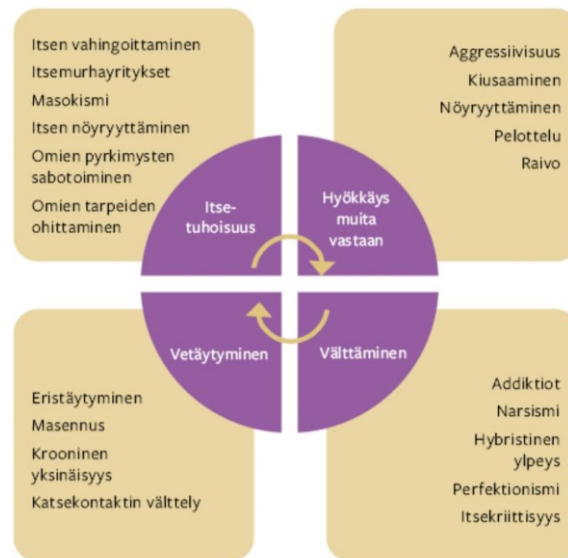 Itsen vahingoittaminen
Itsemurhayritykset
Masokismi
Itsen nöyryyttäminen
Omien pyrkimysten
sabotoiminen
Omien tarpeiden
ohittaminen
Aggressiivisuus
Kiusaaminen
Nöyryyttäminen
Pelottelu
Raivo
Itse-
tuhoisuus
Hyökkäys
muita
vastaan
Vetäytyminen
Välttäminen
Eristäytyminen
Masennus
Krooninen
yksinäisyys
Katsekontaktin välttely
Addiktiot
Narsismi
Hybristinen
ylpeys
Perfektionismi
Itsekriittisyys